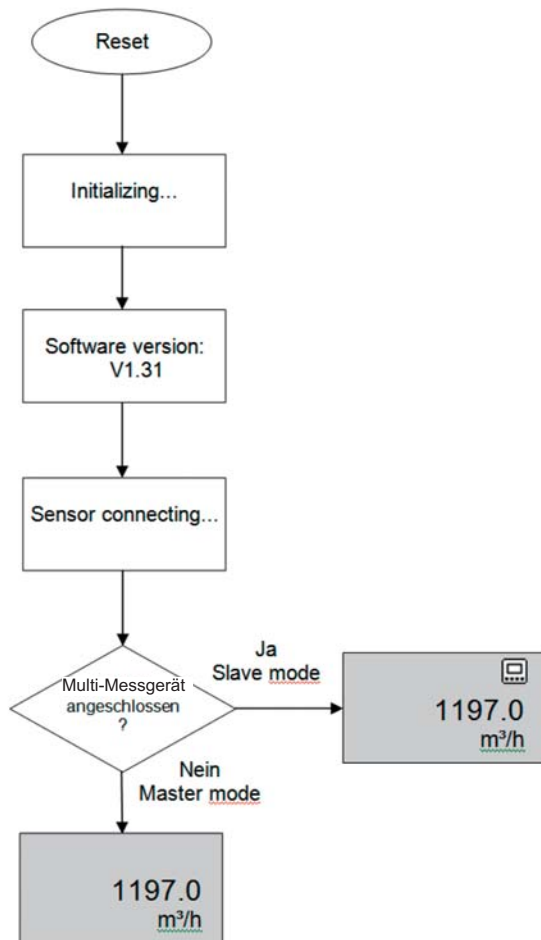 Reset
Initializing...
Software version:
V1.31
Sensor connecting...
Multi-Messgerät
angeschlossen
?
Ja
Slave mode
1197.0
m³/h
Nein
Master mode
1197.0
m³/h